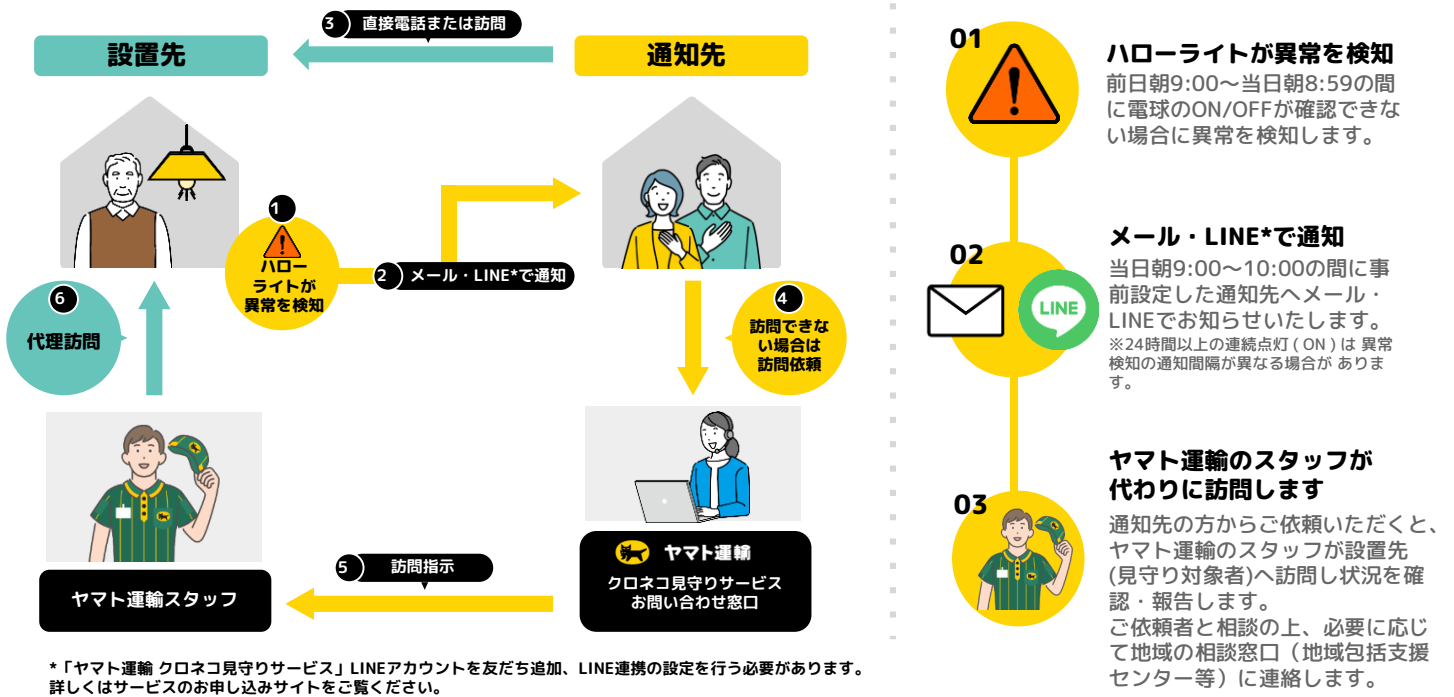 3 直接電話または訪問
設置先
通知先
1
ハロー
ライトが
異常を検知
2 メール・LINE*で通知
6
代理訪問
4
訪問できな
い場合は
訪問依頼
ヤマト運輸
クロネコ見守りサービス
お問い合わせ窓口
5 訪問指示
ヤマト運輸スタッフ
*「ヤマト運輸 クロネコ見守りサービス」LINEアカウントを友だち追加、LINE連携の設定を行う必要があります。
詳しくはサービスのお申し込みサイトをご覧ください。
01
ハローライトが異常を検知
前日朝9:00〜当日朝8:59の間
に電球のON/OFFが確認できな
い場合に異常を検知します。
02
LINE
メール・LINE*で通知
当日朝9:00〜10:00の間に事
前設定した通知先へメール・
LINEでお知らせいたします。
※24時間以上の連続点灯 ( ON ) は 異常
検知の通知間隔が異なる場合が ありま
す。
03
ヤマト運輸のスタッフが
代わりに訪問します
通知先の方からご依頼いただくと、
ヤマト運輸のスタッフが設置先
(見守り対象者)へ訪問し状況を確
認・報告します。
ご依頼者と相談の上、必要に応じ
て地域の相談窓口（地域包括支援
センター等）に連絡します。